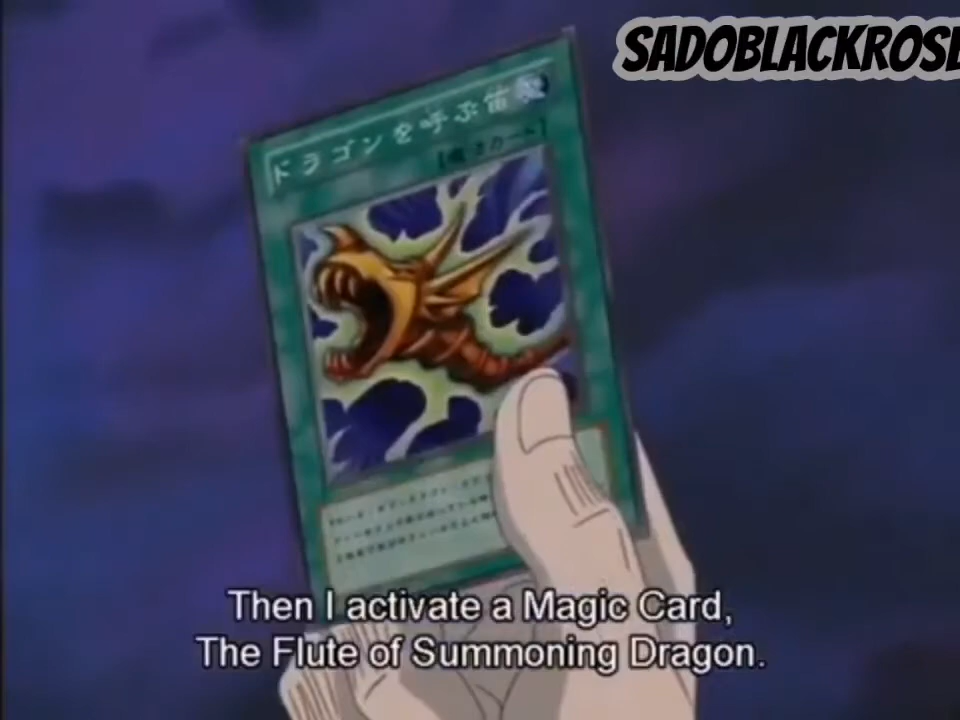 SADOBLACKROSE
ドラゴンを呼ぶ笛
[魔法カード]
Then I activate a Magic Card,
The Flute of Summoning Dragon.